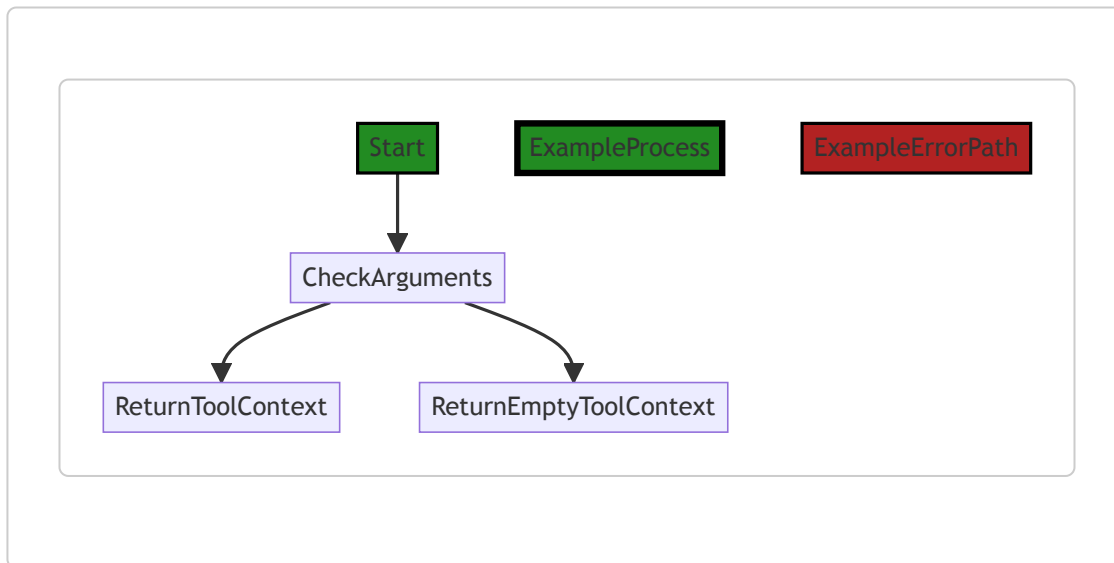 Start
ExampleProcess
ExampleErrorPath
CheckArguments
ReturnToolContext
ReturnEmptyToolContext